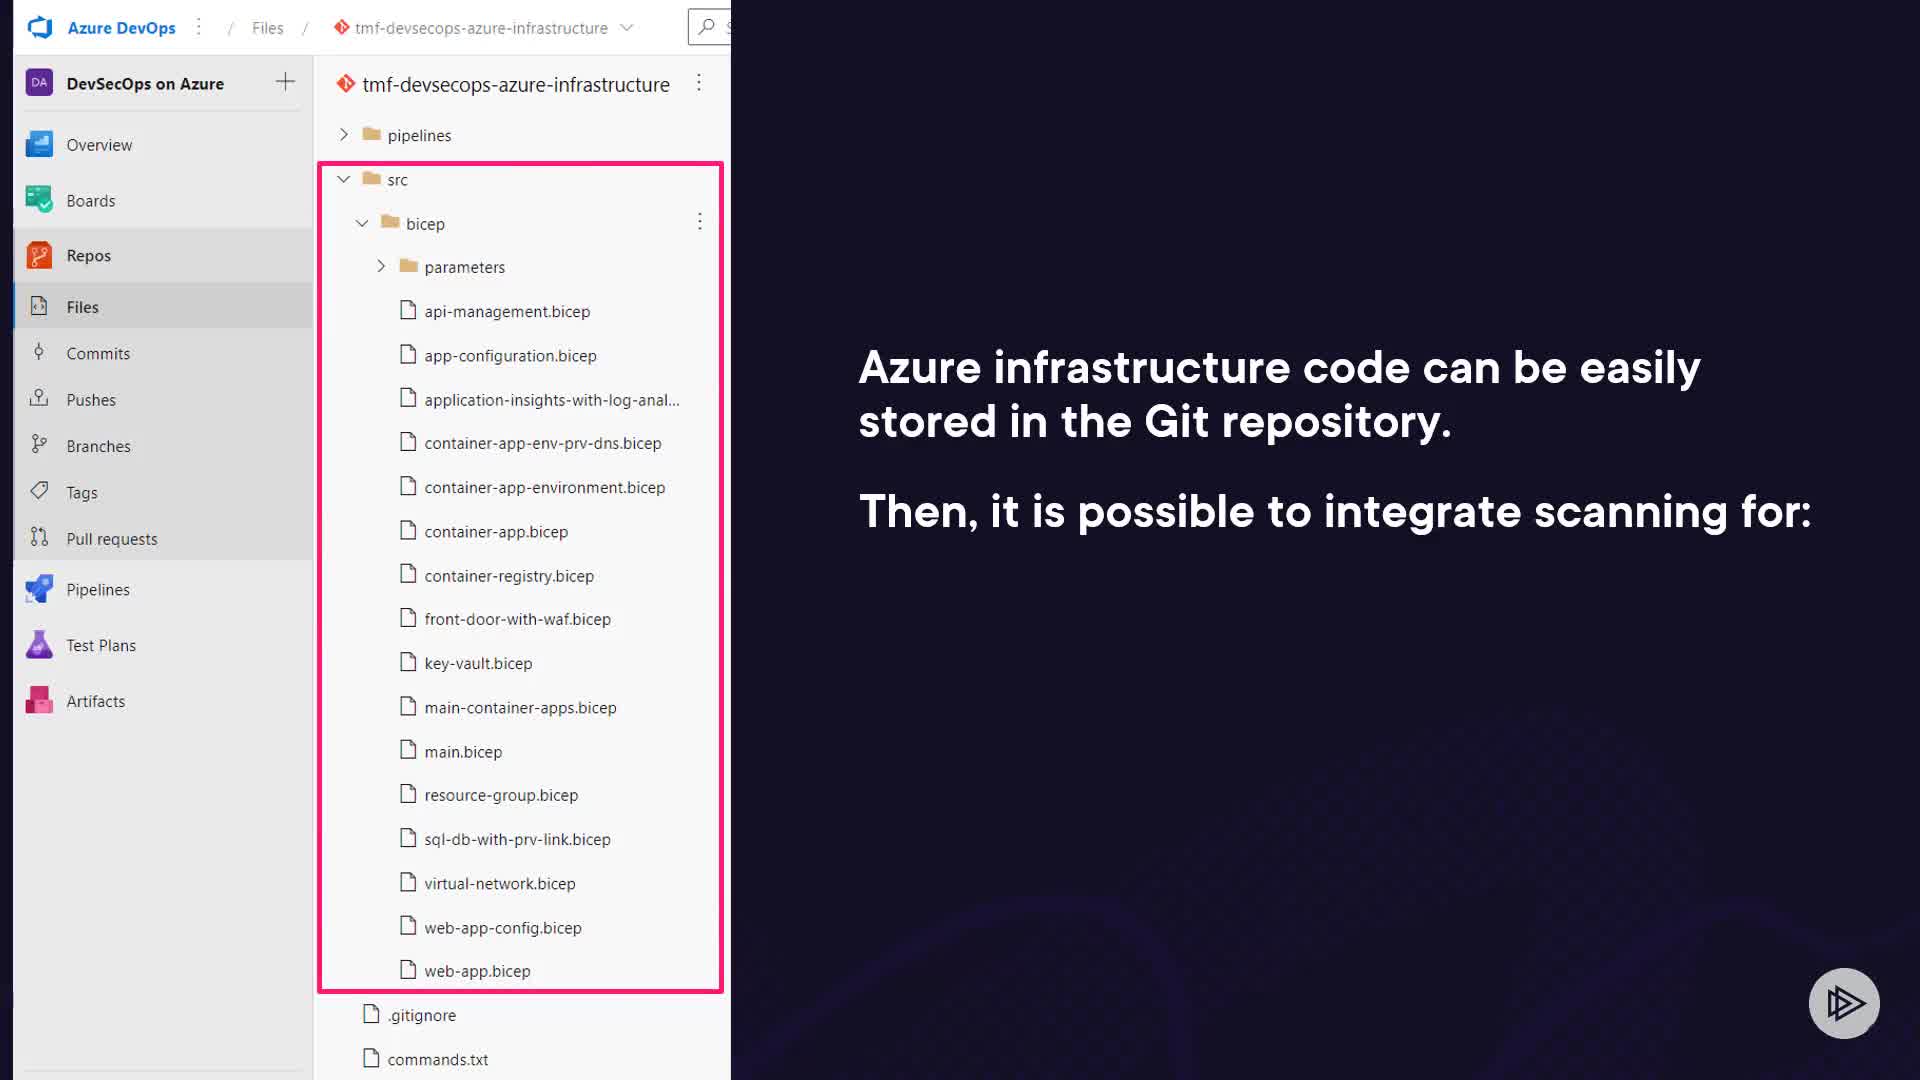 Azure DevOps / Files / tmf-devsecops-azure-infrastructure
DA DevSecOps on Azure
Overview
Boards
Repos
Files
Commits
Pushes
Branches
Tags
Pull requests
Pipelines
Test Plans
Artifacts
tmf-devsecops-azure-infrastructure
pipelines
src
bicep
parameters
api-management.bicep
app-configuration.bicep
application-insights-with-log-anal...
container-app-env-prv-dns.bicep
container-app-environment.bicep
container-app.bicep
container-registry.bicep
front-door-with-waf.bicep
key-vault.bicep
main-container-apps.bicep
main.bicep
resource-group.bicep
sql-db-with-prv-link.bicep
virtual-network.bicep
web-app-config.bicep
web-app.bicep
.gitignore
commands.txt
Azure infrastructure code can be easily
stored in the Git repository.
Then, it is possible to integrate scanning for: